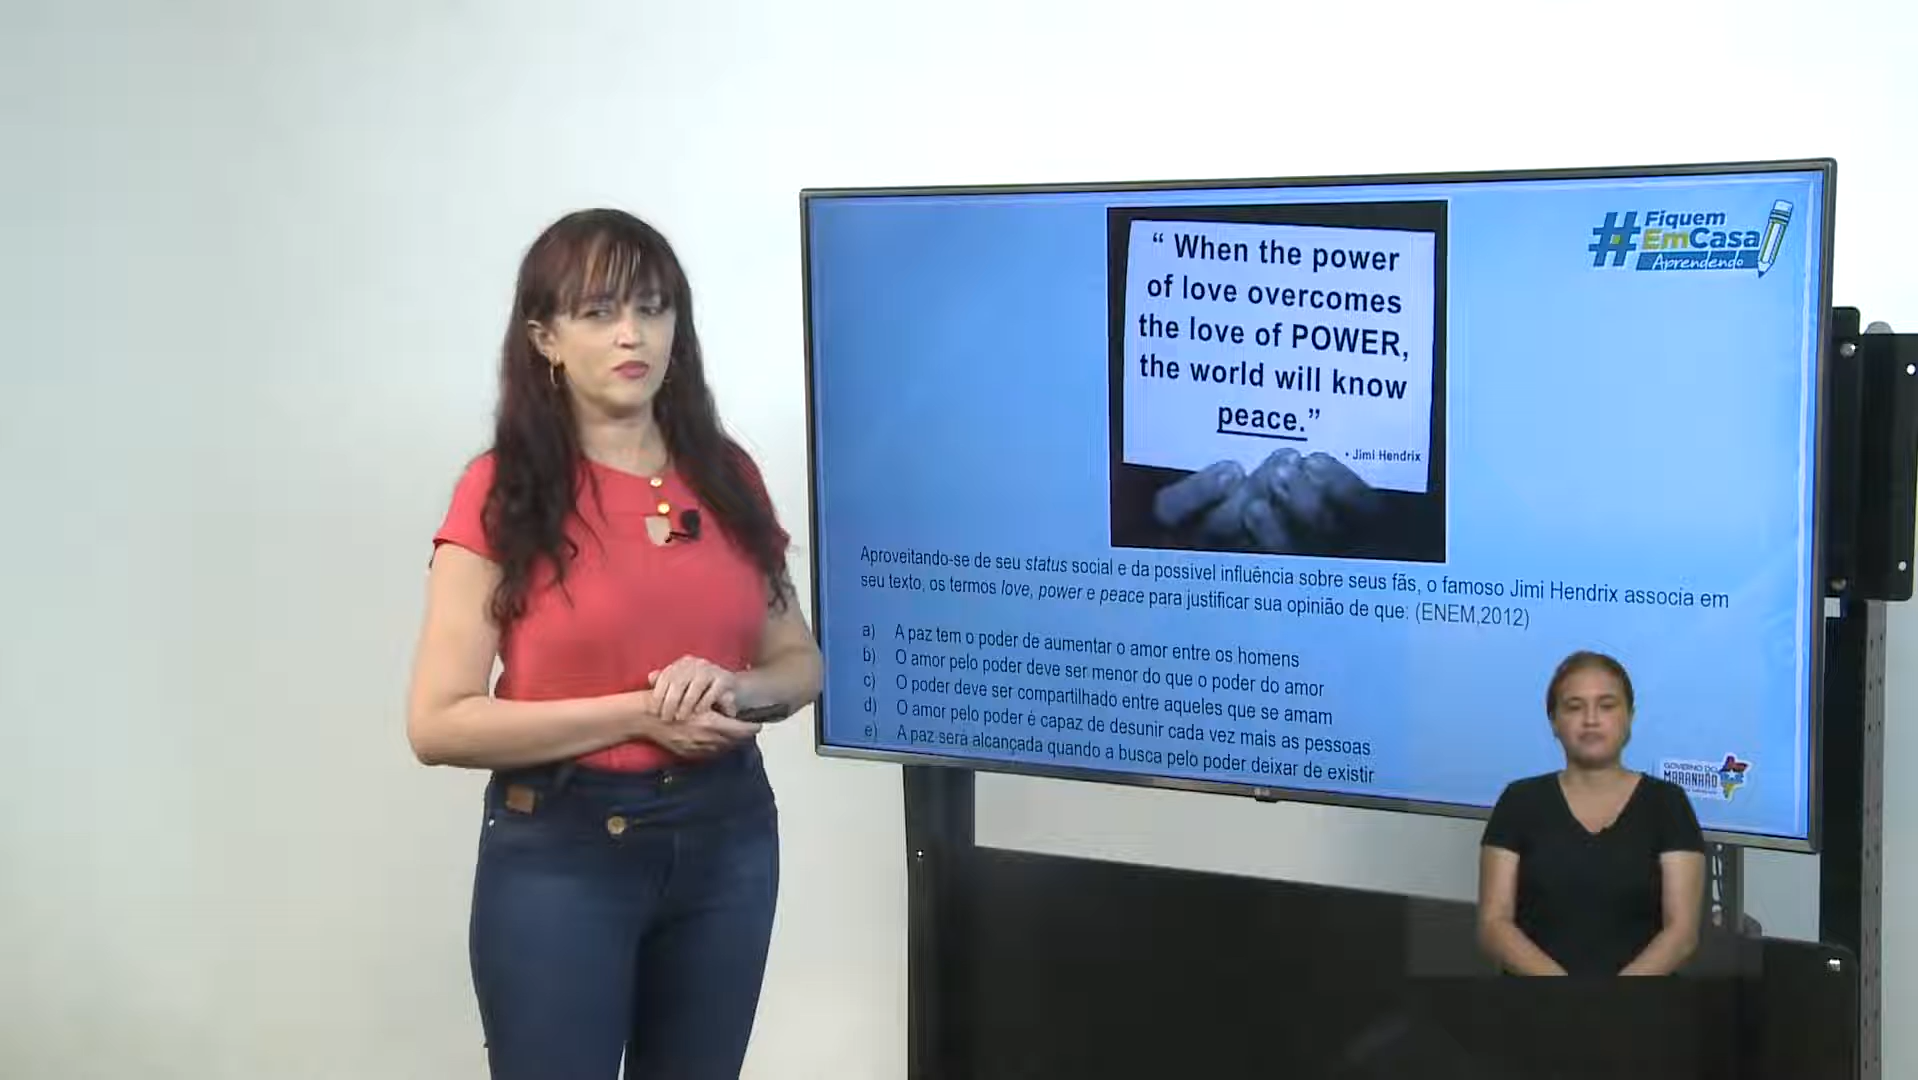 #Fiquem
EmCasa
Aprendendo
“ When the power
of love overcomes
the love of POWER,
the world will know
peace.”
• Jimi Hendrix
Aproveitando-se de seu status social e da possivel influência sobre seus fãs, o famoso Jimi Hendrix associa em
seu texto, os termos love, power e peace para justificar sua opinião de que: (ENEM,2012)
a) A paz tem o poder de aumentar o amor entre os homens
b) O amor pelo poder deve ser menor do que o poder do amor
c) O poder deve ser compartilhado entre aqueles que se amam
d) O amor pelo poder é capaz de desunir cada vez mais as pessoas
e) A paz será alcançada quando a busca pelo poder deixar de existir
GOVERNO DO
MARANHÃO